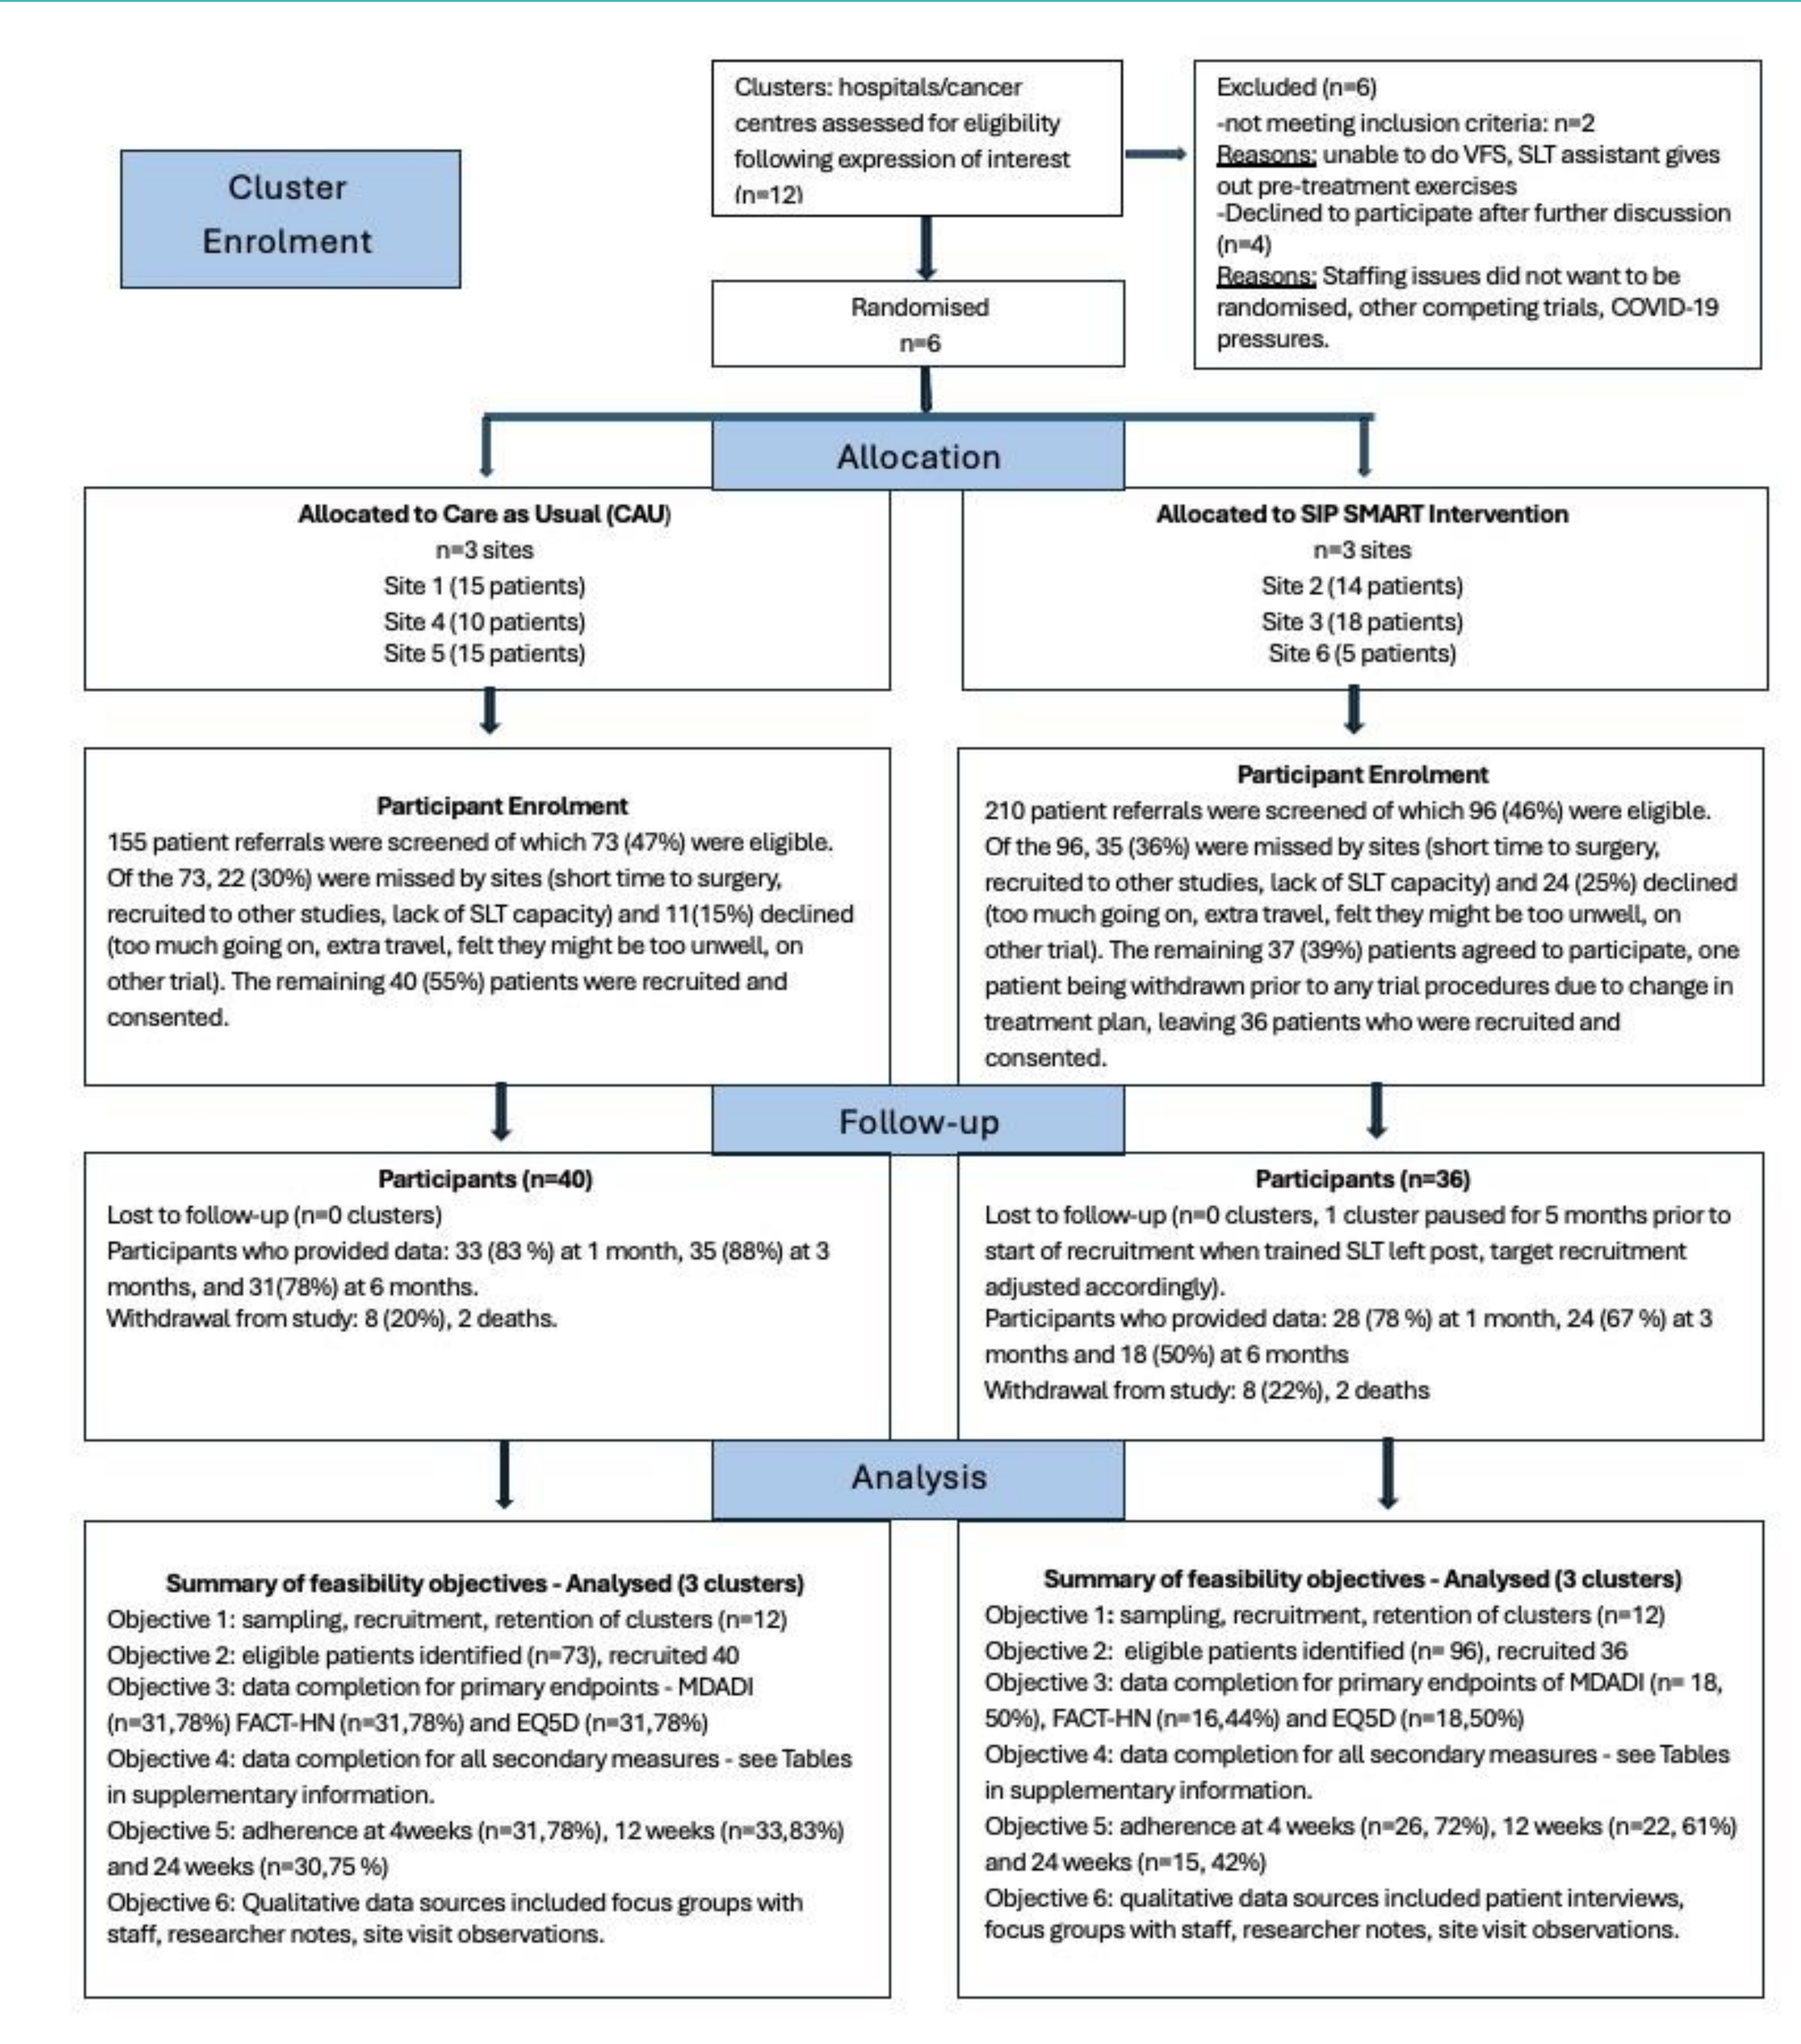 Cluster
Enrolment
Clusters: hospitals/cancer
centres assessed for eligibility
following expression of interest
(n=12)
Excluded (n=6)
-not meeting inclusion criteria: n=2
Reasons: unable to do VFS, SLT assistant gives
out pre-treatment exercises
-Declined to participate after further discussion
(n=4)
Reasons: Staffing issues did not want to be
randomised, other competing trials, COVID-19
pressures.
Randomised
n=6
Allocation
Allocated to Care as Usual (CAU)
n=3 sites
Site 1 (15 patients)
Site 4 (10 patients)
Site 5 (15 patients)
Allocated to SIP SMART Intervention
n=3 sites
Site 2 (14 patients)
Site 3 (18 patients)
Site 6 (5 patients)
Participant Enrolment
155 patient referrals were screened of which 73 (47%) were eligible.
Of the 73, 22 (30%) were missed by sites (short time to surgery,
recruited to other studies, lack of SLT capacity) and 11(15%) declined
(too much going on, extra travel, felt they might be too unwell, on
other trial). The remaining 40 (55%) patients were recruited and
consented.
Participant Enrolment
210 patient referrals were screened of which 96 (46%) were eligible.
Of the 96, 35 (36%) were missed by sites (short time to surgery,
recruited to other studies, lack of SLT capacity) and 24 (25%) declined
(too much going on, extra travel, felt they might be too unwell, on
other trial). The remaining 37 (39%) patients agreed to participate, one
patient being withdrawn prior to any trial procedures due to change in
treatment plan, leaving 36 patients who were recruited and
consented.
Follow-up
Participants (n=40)
Lost to follow-up (n=0 clusters)
Participants who provided data: 33 (83 %) at 1 month, 35 (88%) at 3
months, and 31(78%) at 6 months.
Withdrawal from study: 8 (20%), 2 deaths.
Participants (n=36)
Lost to follow-up (n=0 clusters, 1 cluster paused for 5 months prior to
start of recruitment when trained SLT left post, target recruitment
adjusted accordingly).
Participants who provided data: 28 (78 %) at 1 month, 24 (67 %) at 3
months and 18 (50%) at 6 months
Withdrawal from study: 8 (22%), 2 deaths
Analysis
Summary of feasibility objectives - Analysed (3 clusters)
Objective 1: sampling, recruitment, retention of clusters (n=12)
Objective 2: eligible patients identified (n=73), recruited 40
Objective 3: data completion for primary endpoints - MDADI
(n=31,78%) FACT-HN (n=31,78%) and EQ5D (n=31,78%)
Objective 4: data completion for all secondary measures - see Tables
in supplementary information.
Objective 5: adherence at 4weeks (n=31,78%), 12 weeks (n=33,83%)
and 24 weeks (n=30,75 %)
Objective 6: Qualitative data sources included focus groups with
staff, researcher notes, site visit observations.
Summary of feasibility objectives - Analysed (3 clusters)
Objective 1: sampling, recruitment, retention of clusters (n=12)
Objective 2: eligible patients identified (n= 96), recruited 36
Objective 3: data completion for primary endpoints of MDADI (n= 18,
50%), FACT-HN (n=16,44%) and EQ5D (n=18,50%)
Objective 4: data completion for all secondary measures - see Tables
in supplementary information.
Objective 5: adherence at 4 weeks (n=26, 72%), 12 weeks (n=22, 61%)
and 24 weeks (n=15, 42%)
Objective 6: qualitative data sources included patient interviews,
focus groups with staff, researcher notes, site visit observations.